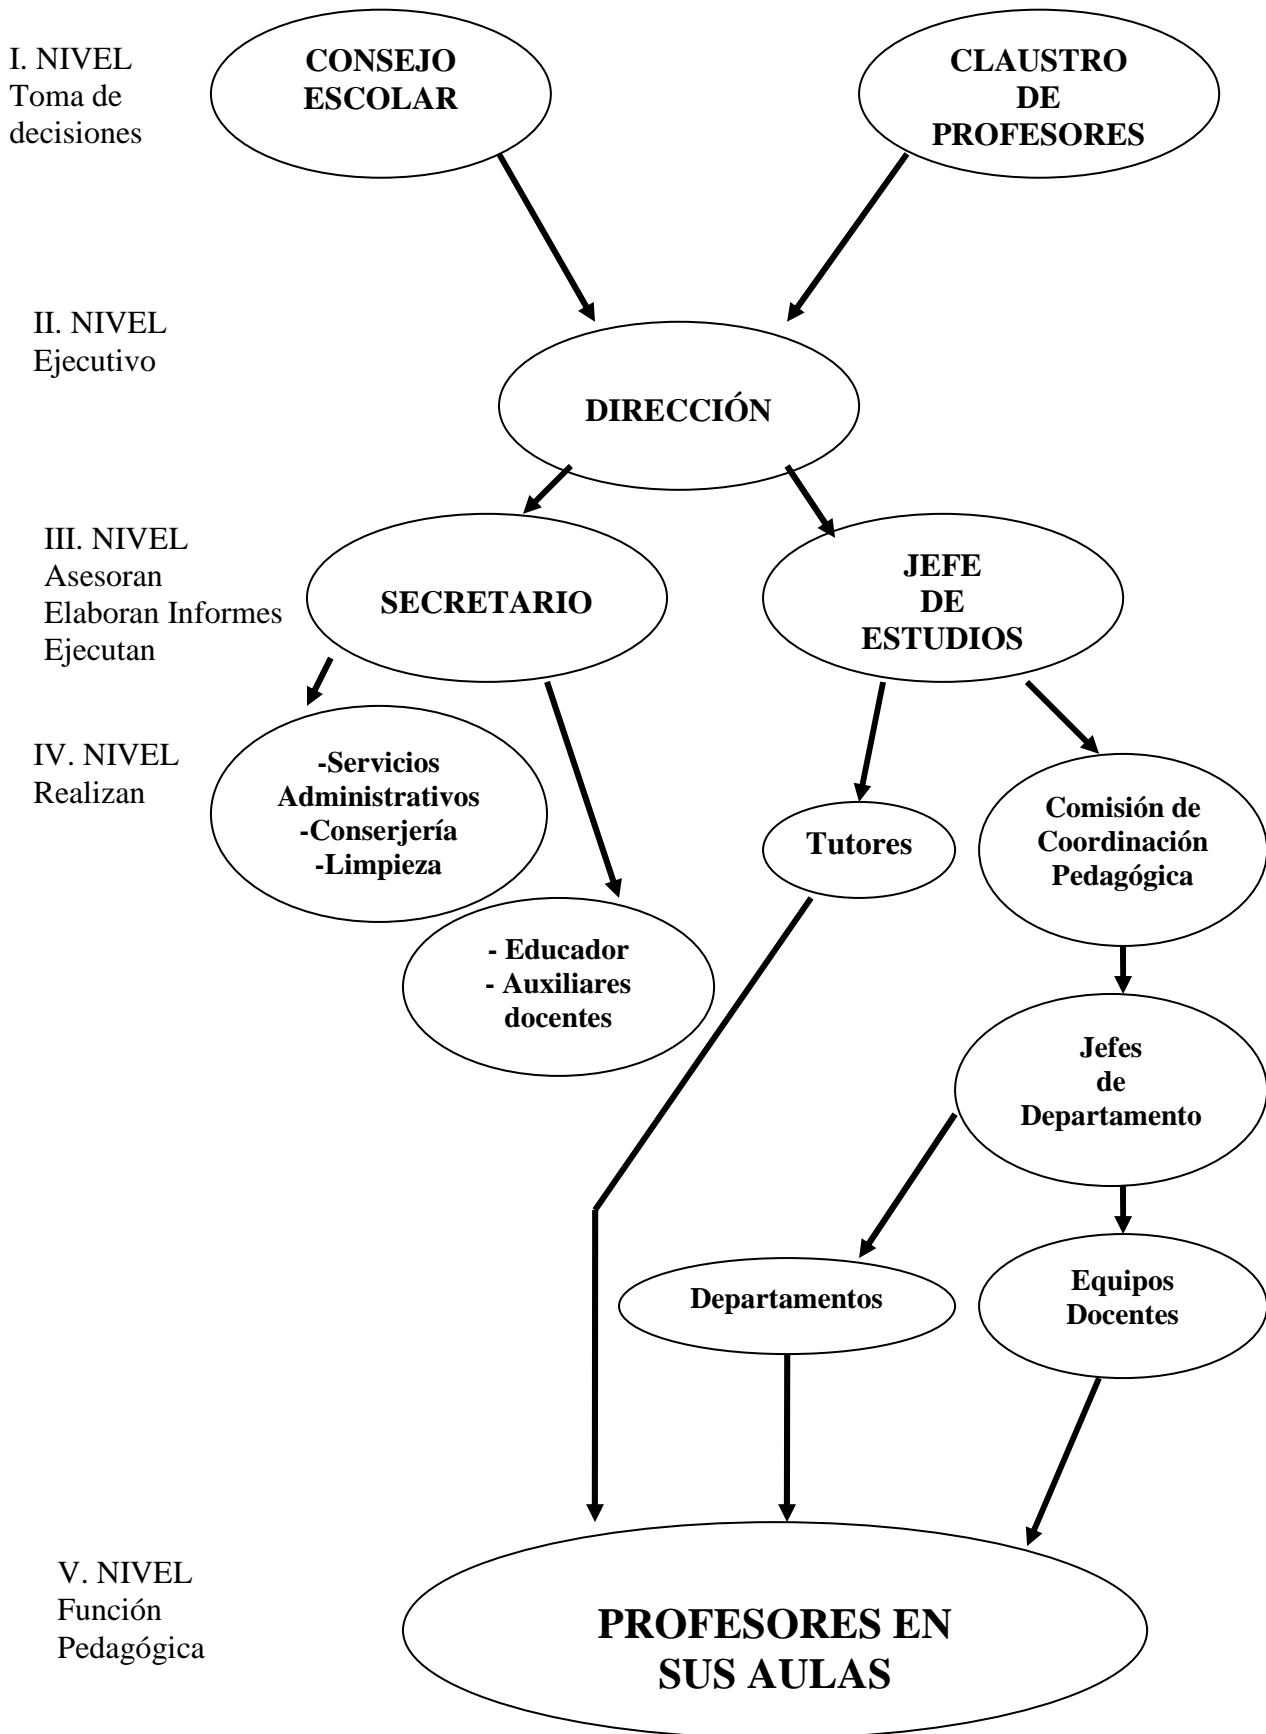 I. NIVEL
Toma de
decisiones
CONSEJO
ESCOLAR
CLAUSTRO
DE
PROFESORES
II. NIVEL
Ejecutivo
DIRECCIÓN
III. NIVEL
Asesoran
Elaboran Informes
Ejecutan
SECRETARIO
JEFE
DE
ESTUDIOS
IV. NIVEL
Realizan
-Servicios
Administrativos
-Conserjería
-Limpieza
Tutores
Comisión de
Coordinación
Pedagógica
- Educador
- Auxiliares
docentes
Jefes
de
Departamento
Departamentos
Equipos
Docentes
V. NIVEL
Función
Pedagógica
PROFESORES EN
SUS AULAS